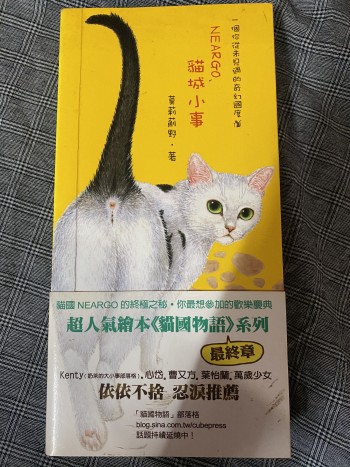 一個你從未見過的奇幻國度
NEARGO,
貓城小事
莫莉薊野・著
貓國 NEARGO 的終極之秘・你最想參加的歡樂慶典
超人氣繪本《貓國物語》系列
最終章
Kenty(奶茶的大小事部落格)、心岱、曹又方、葉怡蘭、萬歲少女
依依不捨 忍淚推薦
「貓國物語」部落格
blog.sina.com.tw/cubepress
話題持續延燒中！